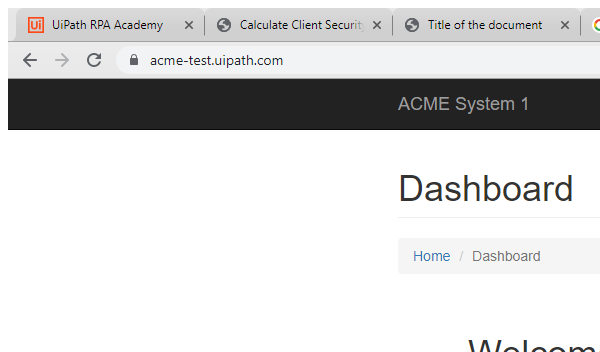 Ui UiPath RPA Academy Calculate Client Security Title of the document
acme-test.uipath.com
ACME System 1
Dashboard
Home / Dashboard
Welcom